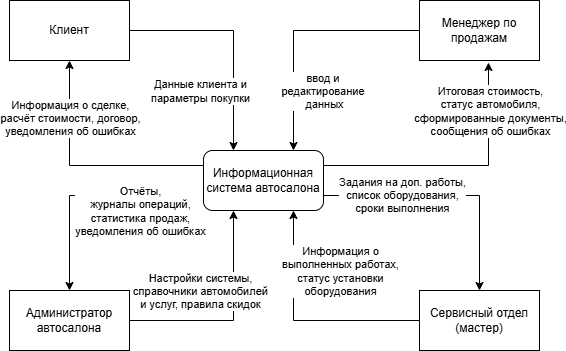 Клиент
Менеджер по
продажам
Данные клиента и
параметры покупки
ввод и
редактирование
данных
Информация о сделке,
расчёт стоимости, договор,
уведомления об ошибках
Итоговая стоимость,
статус автомобиля,
сформированные документы,
сообщения об ошибках
Информационная
система автосалона
Отчёты,
журналы операций,
статистика продаж,
уведомления об ошибках
Задания на доп. работы,
список оборудования,
сроки выполнения
Настройки системы,
справочники автомобилей
и услуг, правила скидок
Информация о
выполненных работах,
статус установки
оборудования
Администратор
автосалона
Сервисный отдел
(мастер)